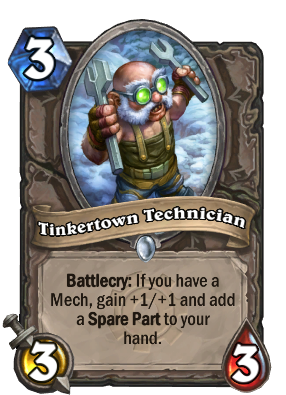 3
Tinkertown Technician
Battlecry: If you have a
Mech, gain +1/+1 and add
a Spare Part to your
hand.
3
3